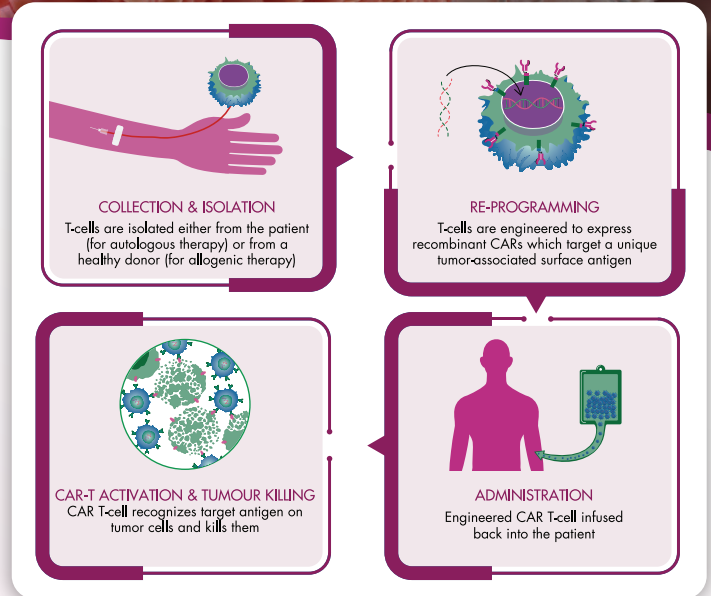 COLLECTION & ISOLATION
T-cells are isolated either from the patient
(for autologous therapy) or from a
healthy donor (for allogenic therapy)
RE-PROGRAMMING
T-cells are engineered to express
recombinant CARs which target a unique
tumor-associated surface antigen
ADMINISTRATION
Engineered CAR T-cell infused
back into the patient
CAR-T ACTIVATION & TUMOUR KILLING
CAR T-cell recognizes target antigen on
tumor cells and kills them